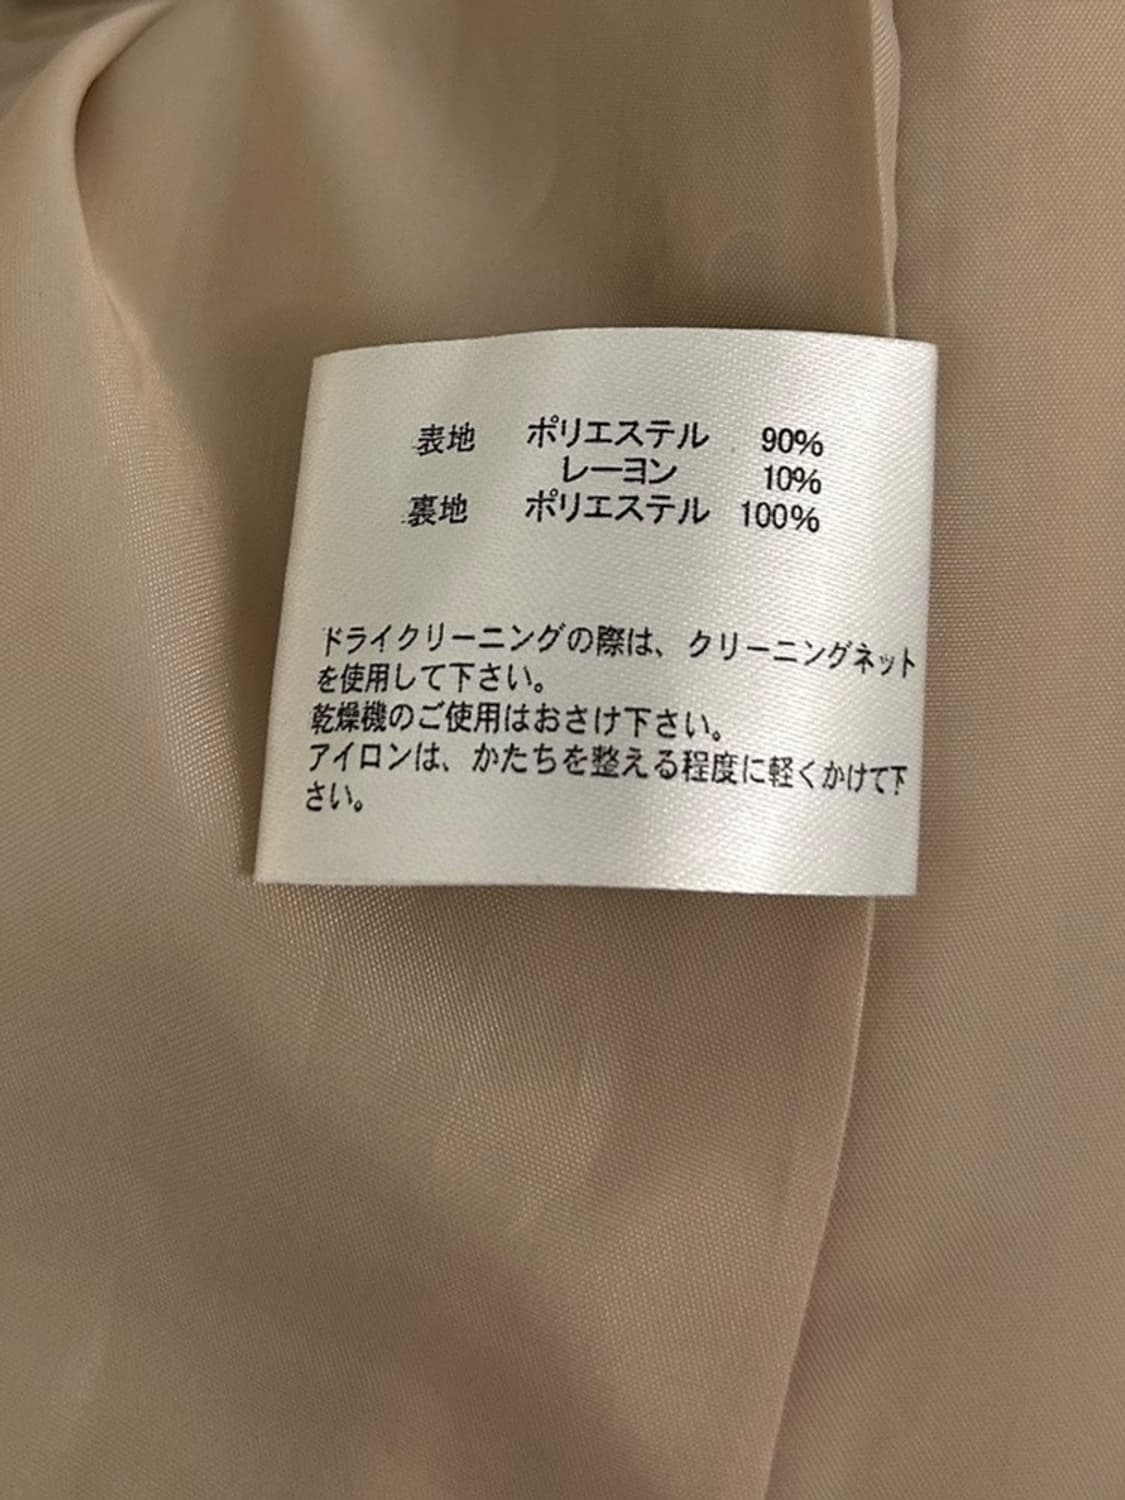 表地 ポリエステル 90%
レーヨン 10%
裏地 ポリエステル 100%
ドライクリーニングの際は、クリーニングネット
を使用して下さい。
乾燥機のご使用はおさけ下さい。
アイロンは、かたちを整える程度に軽くかけて下
さい。